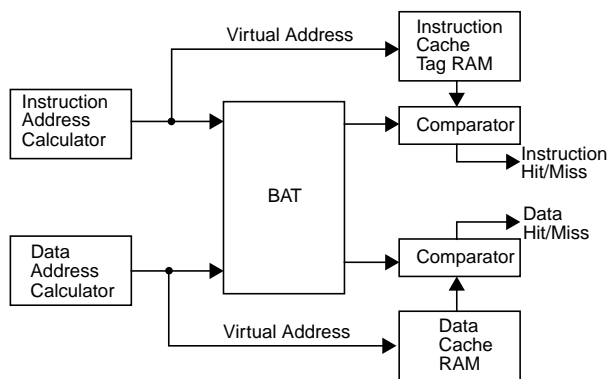 Virtual Address
Instruction
Cache
Tag RAM
Instruction
Address
Calculator
Comparator
Instruction
Hit/Miss
BAT
Data
Hit/Miss
Data
Address
Calculator
Comparator
Virtual Address
Data
Cache
RAM